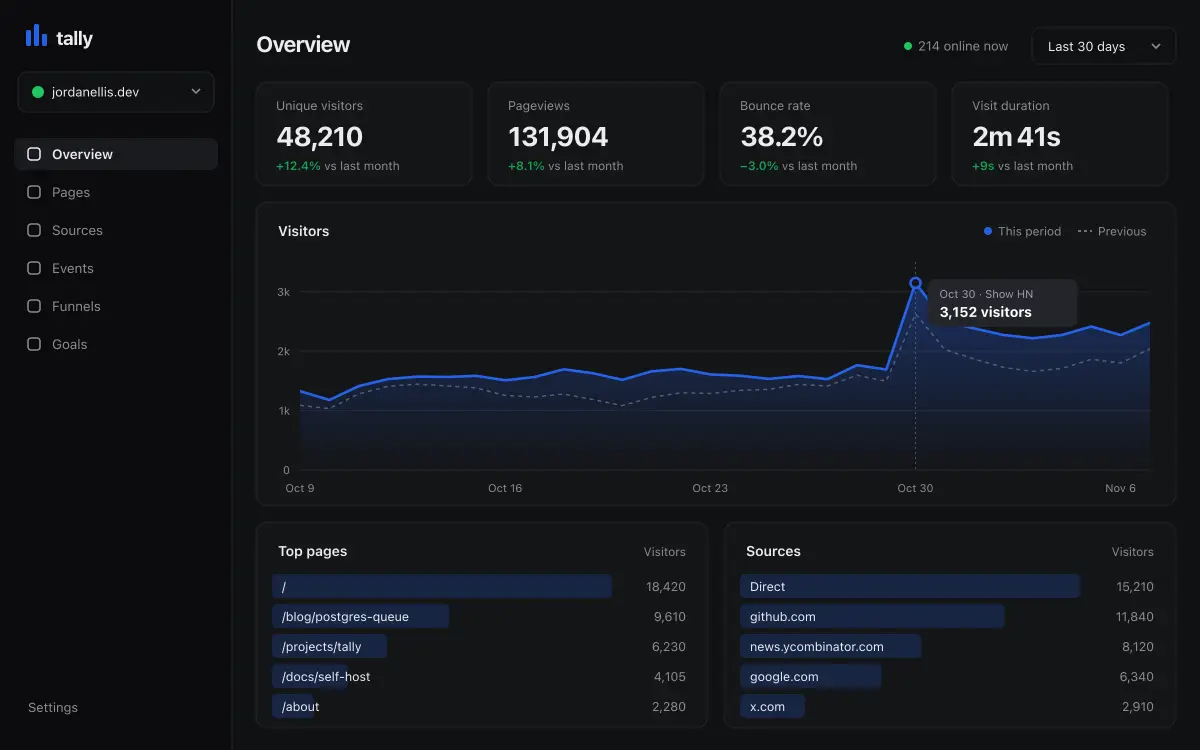 tally
jordanellis.dev
Overview
Pages
Sources
Events
Funnels
Goals
Settings
Overview
214 online now
Last 30 days
Unique visitors
48,210
+12.4% vs last month
Pageviews
131,904
+8.1% vs last month
Bounce rate
38.2%
−3.0% vs last month
Visit duration
2m 41s
+9s vs last month
Visitors
This period
Previous
3k
2k
1k
0
Oct 30 · Show HN
3,152 visitors
Oct 9
Oct 16
Oct 23
Oct 30
Nov 6
Top pages Visitors
/ 18,420
/blog/postgres-queue 9,610
/projects/tally 6,230
/docs/self-host 4,105
/about 2,280
Sources Visitors
Direct 15,210
github.com 11,840
news.ycombinator.com 8,120
google.com 6,340
x.com 2,910